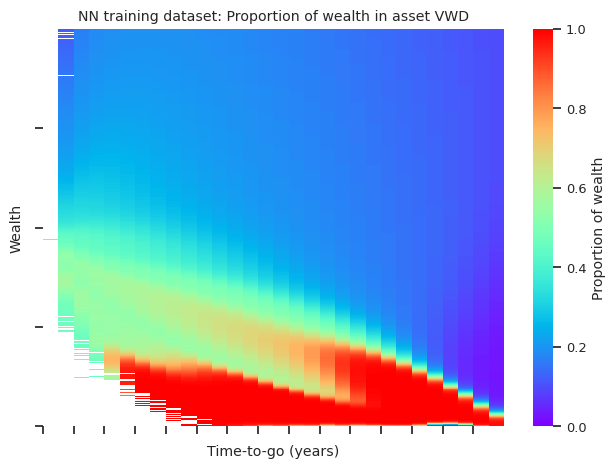 NN training dataset: Proportion of wealth in asset VWD
Wealth
Time-to-go (years)
1.0
0.8
0.6
0.4
0.2
0.0
Proportion of wealth